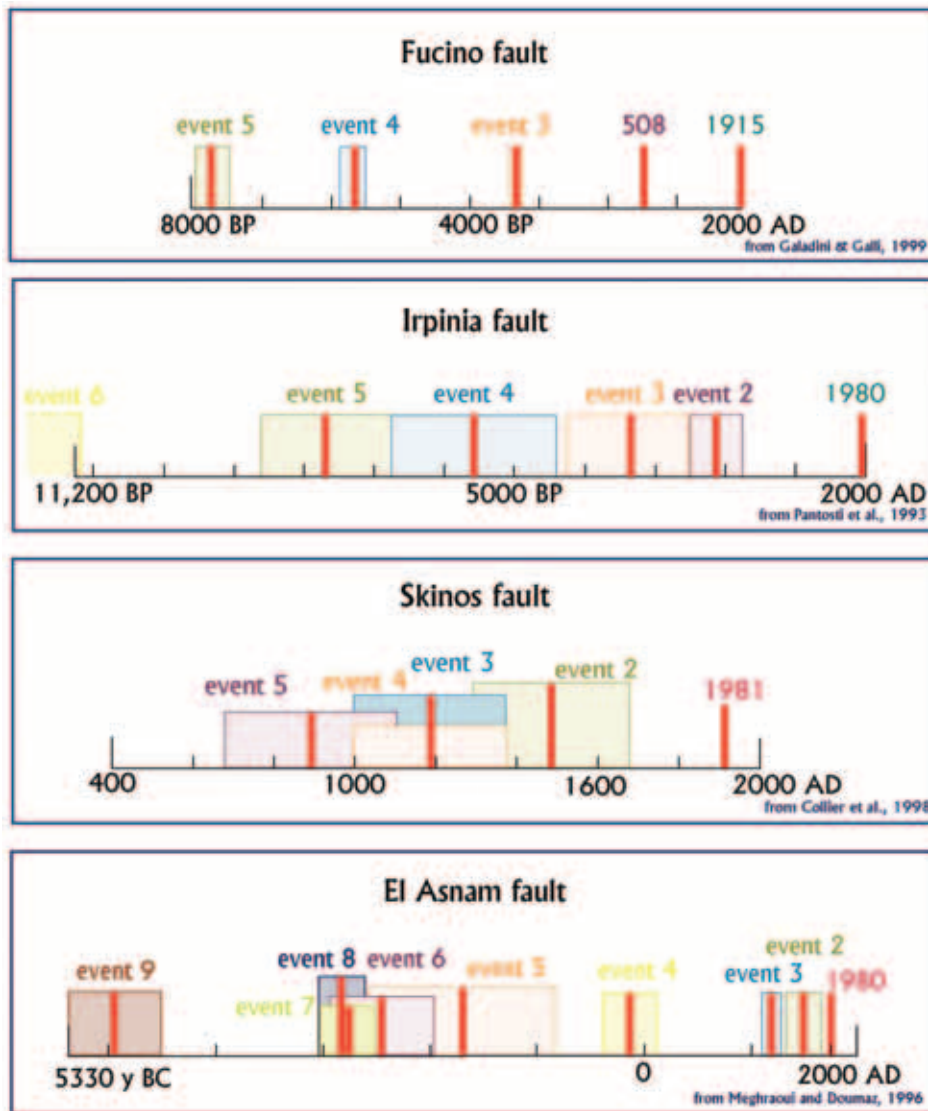 Fucino fault
event 5 event 4 event 3 508 1915
8000 BP 4000 BP 2000 AD
from Galadini & Galli, 1999
Irpinia fault
event 6 event 5 event 4 event 3 event 2 1980
11,200 BP 5000 BP 2000 AD
from Pantosti et al., 1993
Skinos fault
event 5 event 4 event 3 event 2 1981
400 1000 1600 2000 AD
from Collier et al., 1998
El Asnam fault
event 2
event 9 event 8 event 6 event 5 event 4 event 3 1980
event 7
5330 y BC 0 2000 AD
from Meghraoui and Doumaz, 1996